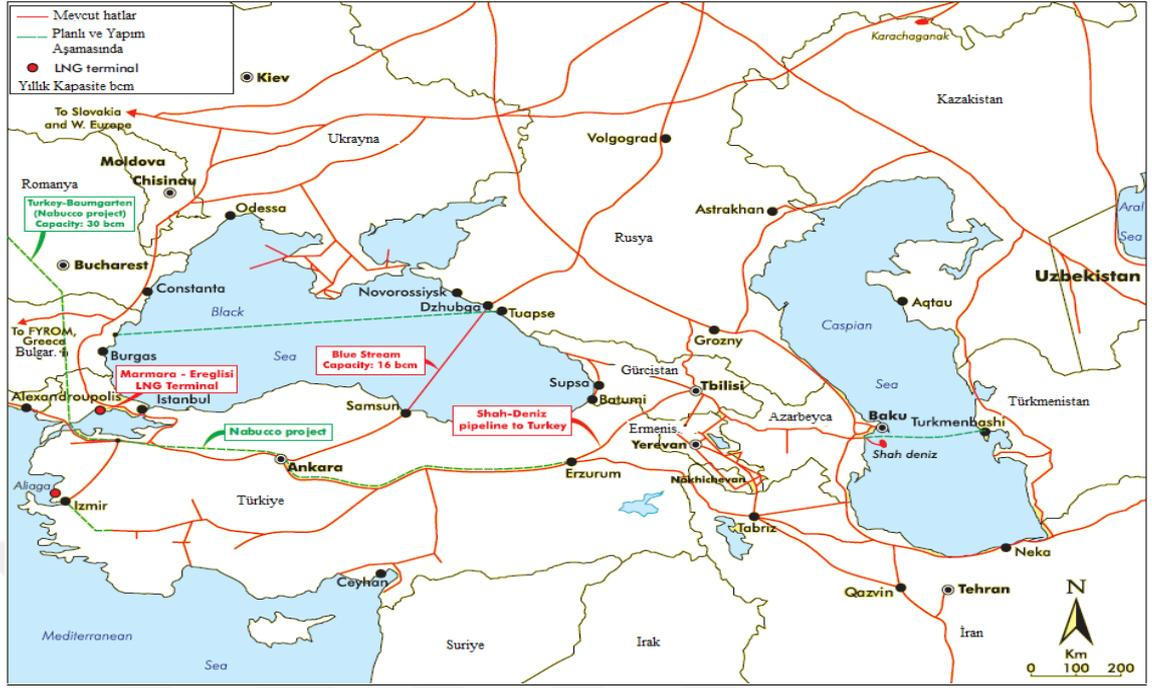 Mevcut hatlar
Planlı ve Yapım
Aşamasında
LNG terminal
Yıllık Kapasite bcm
Karachaganak
Kiev
Kazakistan
To Slovakia
and W. Europe
Ukrayna
Volgograd
Moldova
Chisinau
Romanya
Turkey-Baumgarten
(Nabucco project)
Capacity: 30 bcm
Odessa
Astrakhan
Aral
Sea
Rusya
Bucharest
Uzbekistan
Constanta
Novorossiysk
Dzhubga
Tuapse
Aqtau
Black
Sea
Caspian
Sea
To FYROM,
Greece
Bulgar.
Burgas
Grozny
Blue Stream
Capacity: 16 bcm
Marmara - Ereglisi
LNG Terminal
Gürcistan
Tbilisi
Supsa
Batumi
Alexandroupolis
Istanbul
Samsun
Shah-Deniz
pipeline to Turkey
Azarbeyca
Baku
Turkmenbashi
Türkmenistan
Ermenis.
Yerevan
Nabucco project
Shah deniz
Ankara
Erzurum
Nakhichevan
Aliaga
Izmir
Türkiye
Tabriz
Neka
Ceyhan
Qazvin
Tehran
N
Mediterranean
Sea
Suriye
Irak
İran
Km
0 100 200